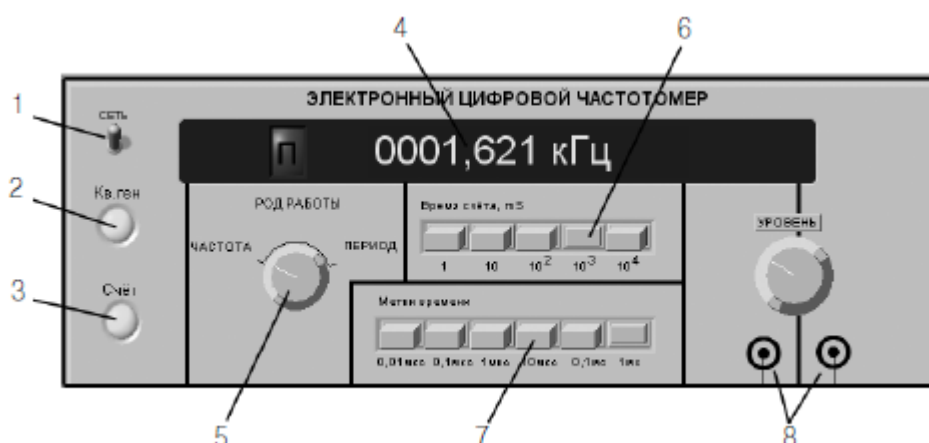 4 6
ЭЛЕКТРОННЫЙ ЦИФРОВОЙ ЧАСТОТОМЕР
1
СЕТЬ
П 0001,621 кГц
2
Кв.ген
РОД РАБОТЫ
Время счёта, mS
УРОВЕНЬ
ЧАСТОТА ПЕРИОД
1 10 10² 10³ 10⁴
3
Счёт
Метки времени
0,01мкс 0,1мкс 1мкс 10мкс 0,1мс 1мс
5 7 8